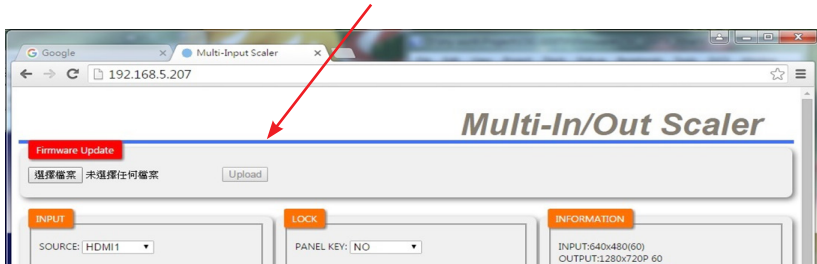 Google
Multi-Input Scaler
192.168.5.207
Multi-In/Out Scaler
Firmware Update
選擇檔案 未選擇任何檔案 Upload
INPUT
SOURCE: HDMI1
LOCK
PANEL KEY: NO
INFORMATION
INPUT:640x480(60)
OUTPUT:1280x720P 60